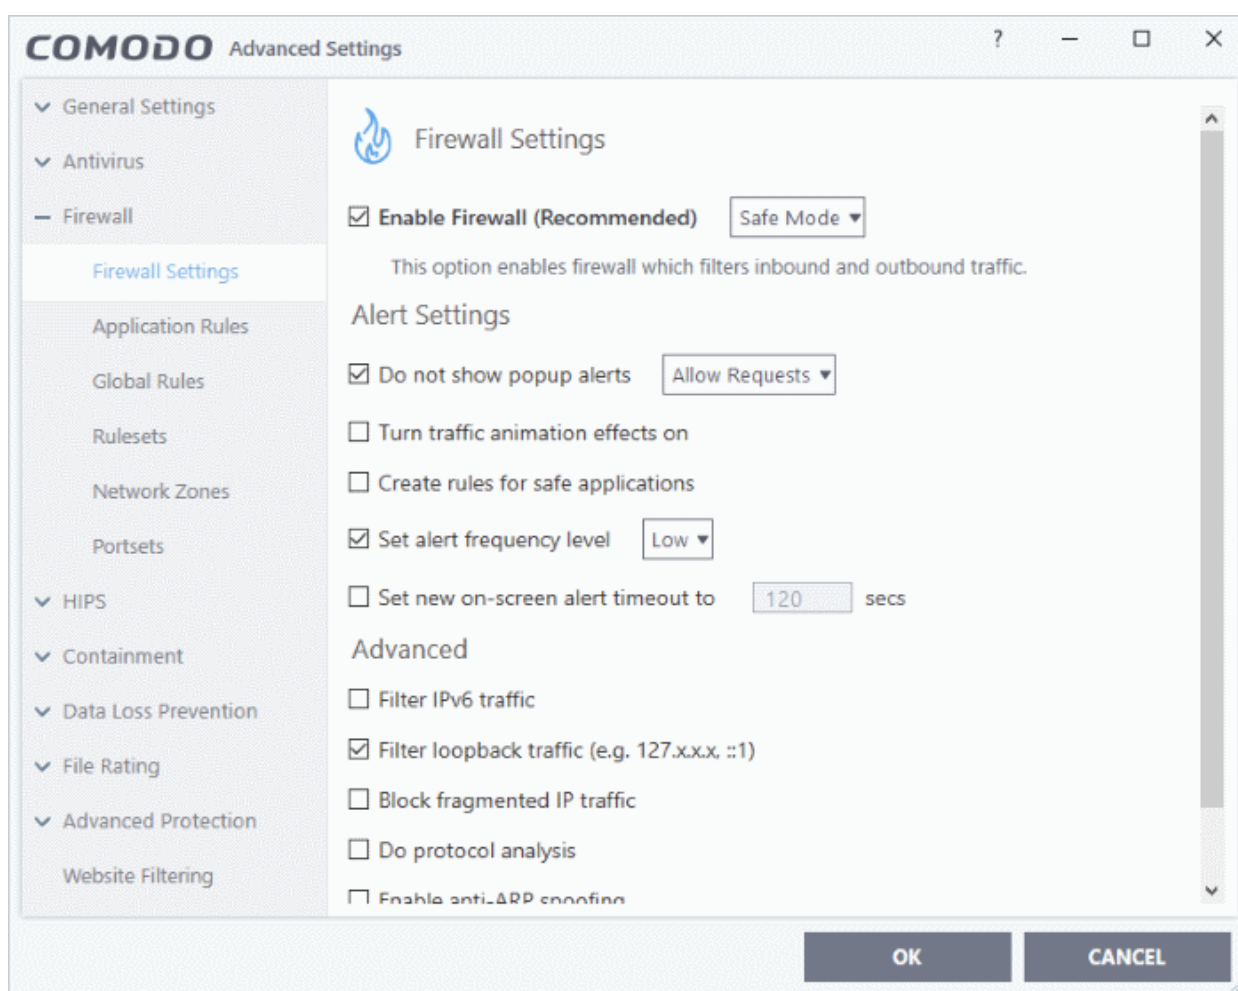 COMODO Advanced Settings ?
General Settings
Antivirus
Firewall
Firewall Settings
Application Rules
Global Rules
Rulesets
Network Zones
Portsets
HIPS
Containment
Data Loss Prevention
File Rating
Advanced Protection
Website Filtering
Firewall Settings
Enable Firewall (Recommended) Safe Mode
This option enables firewall which filters inbound and outbound traffic.
Alert Settings
Do not show popup alerts Allow Requests
Turn traffic animation effects on
Create rules for safe applications
Set alert frequency level Low
Set new on-screen alert timeout to 120 secs
Advanced
Filter IPv6 traffic
Filter loopback traffic (e.g. 127.x.x.x, ::1)
Block fragmented IP traffic
Do protocol analysis
Enable anti-ARP spoofing
OK CANCEL